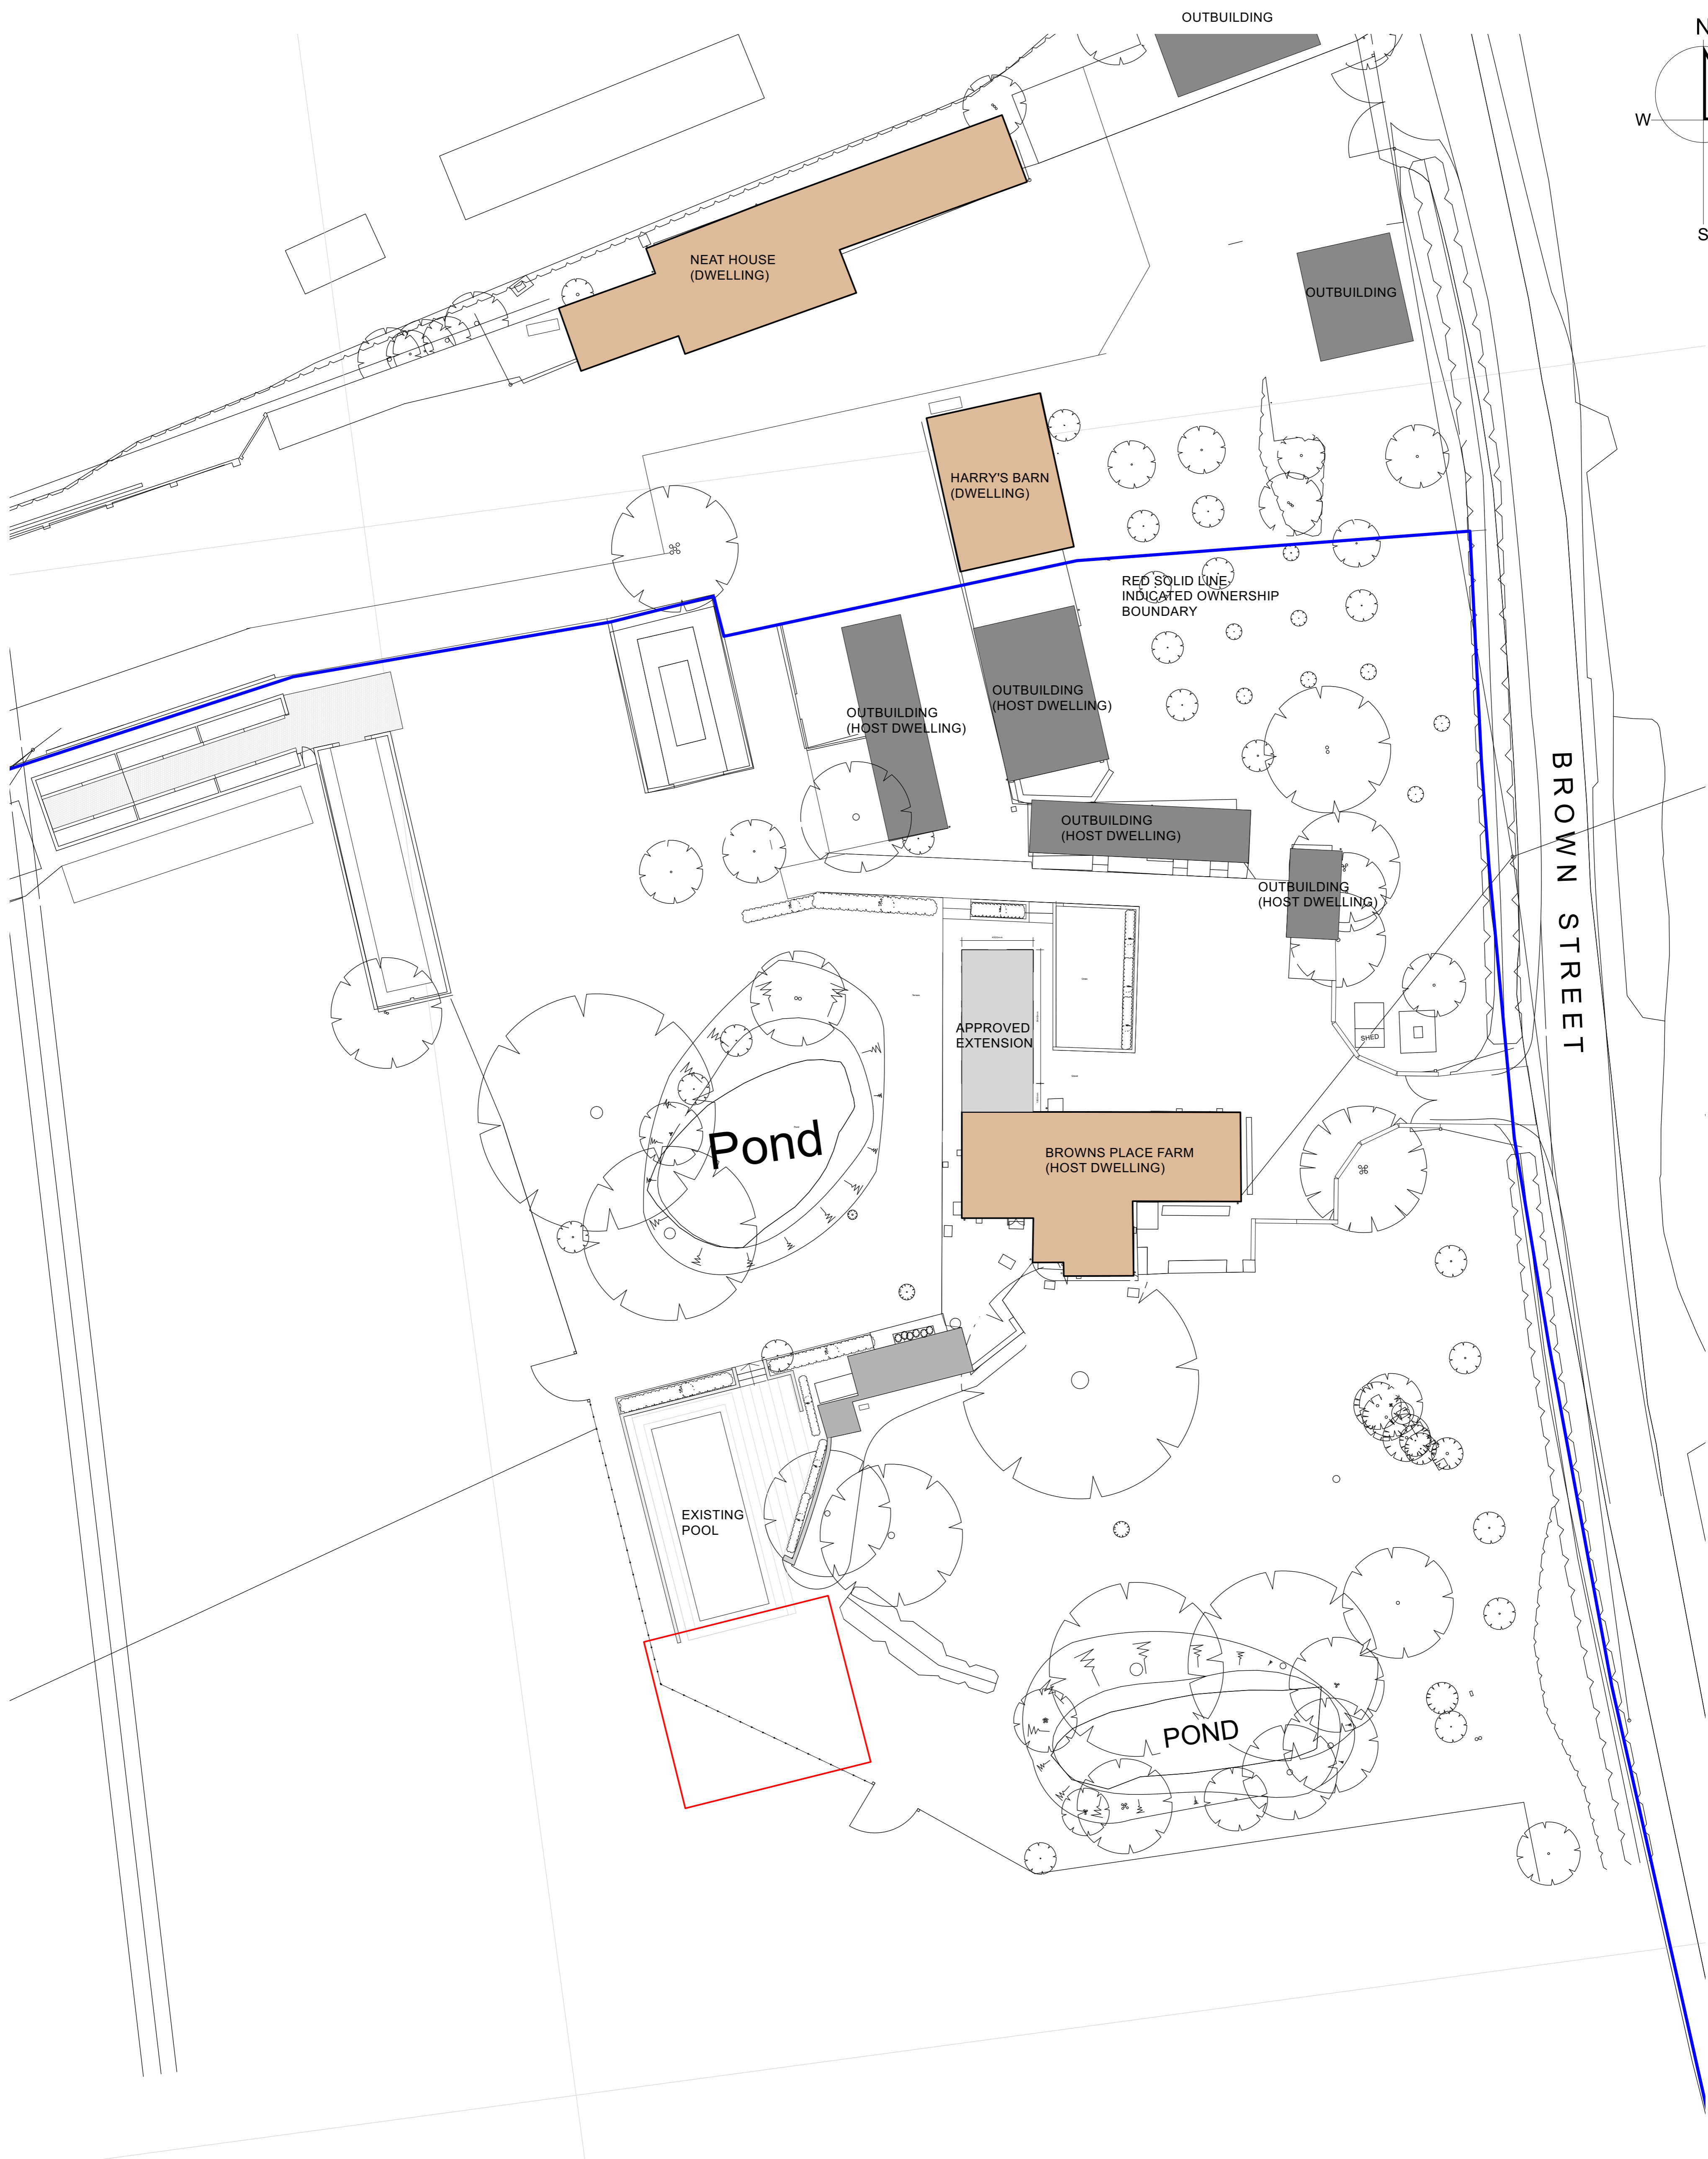 OUTBUILDING
N
W
S
NEAT HOUSE
(DWELLING)
OUTBUILDING
HARRY'S BARN
(DWELLING)
RED SOLID LINE
INDICATED OWNERSHIP
BOUNDARY
OUTBUILDING
(HOST DWELLING)
OUTBUILDING
(HOST DWELLING)
OUTBUILDING
(HOST DWELLING)
OUTBUILDING
(HOST DWELLING)
BROWN STREET
APPROVED
EXTENSION
SHED
Pond
BROWNS PLACE FARM
(HOST DWELLING)
EXISTING
POOL
POND